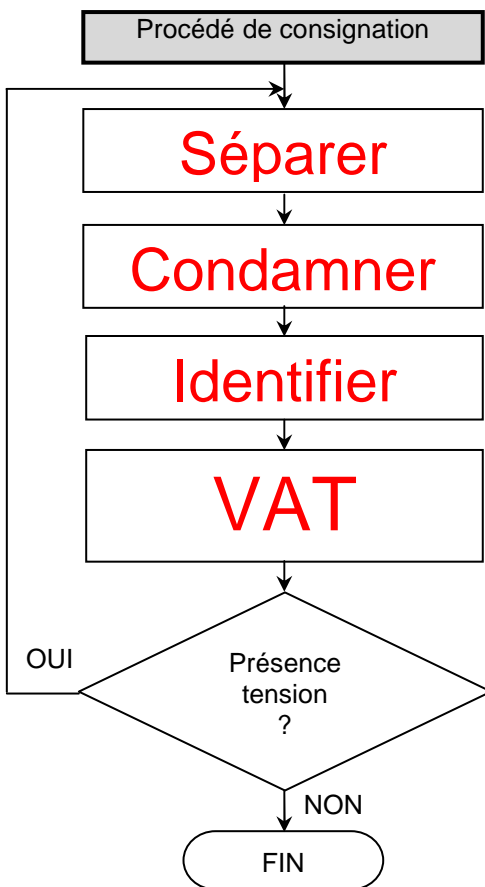 Procédé de consignation
Séparer
Condamner
Identifier
VAT
OUI
Présence
tension
?
NON
FIN